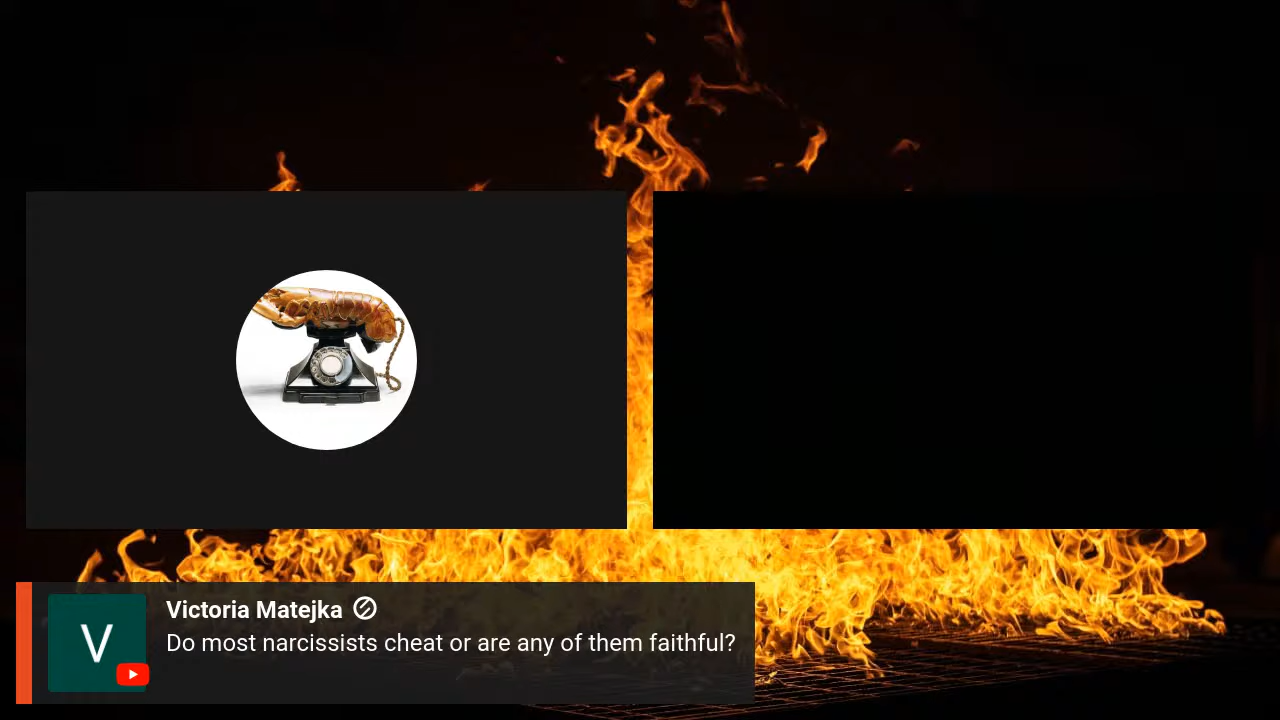 V
Victoria Matejka
Do most narcissists cheat or are any of them faithful?